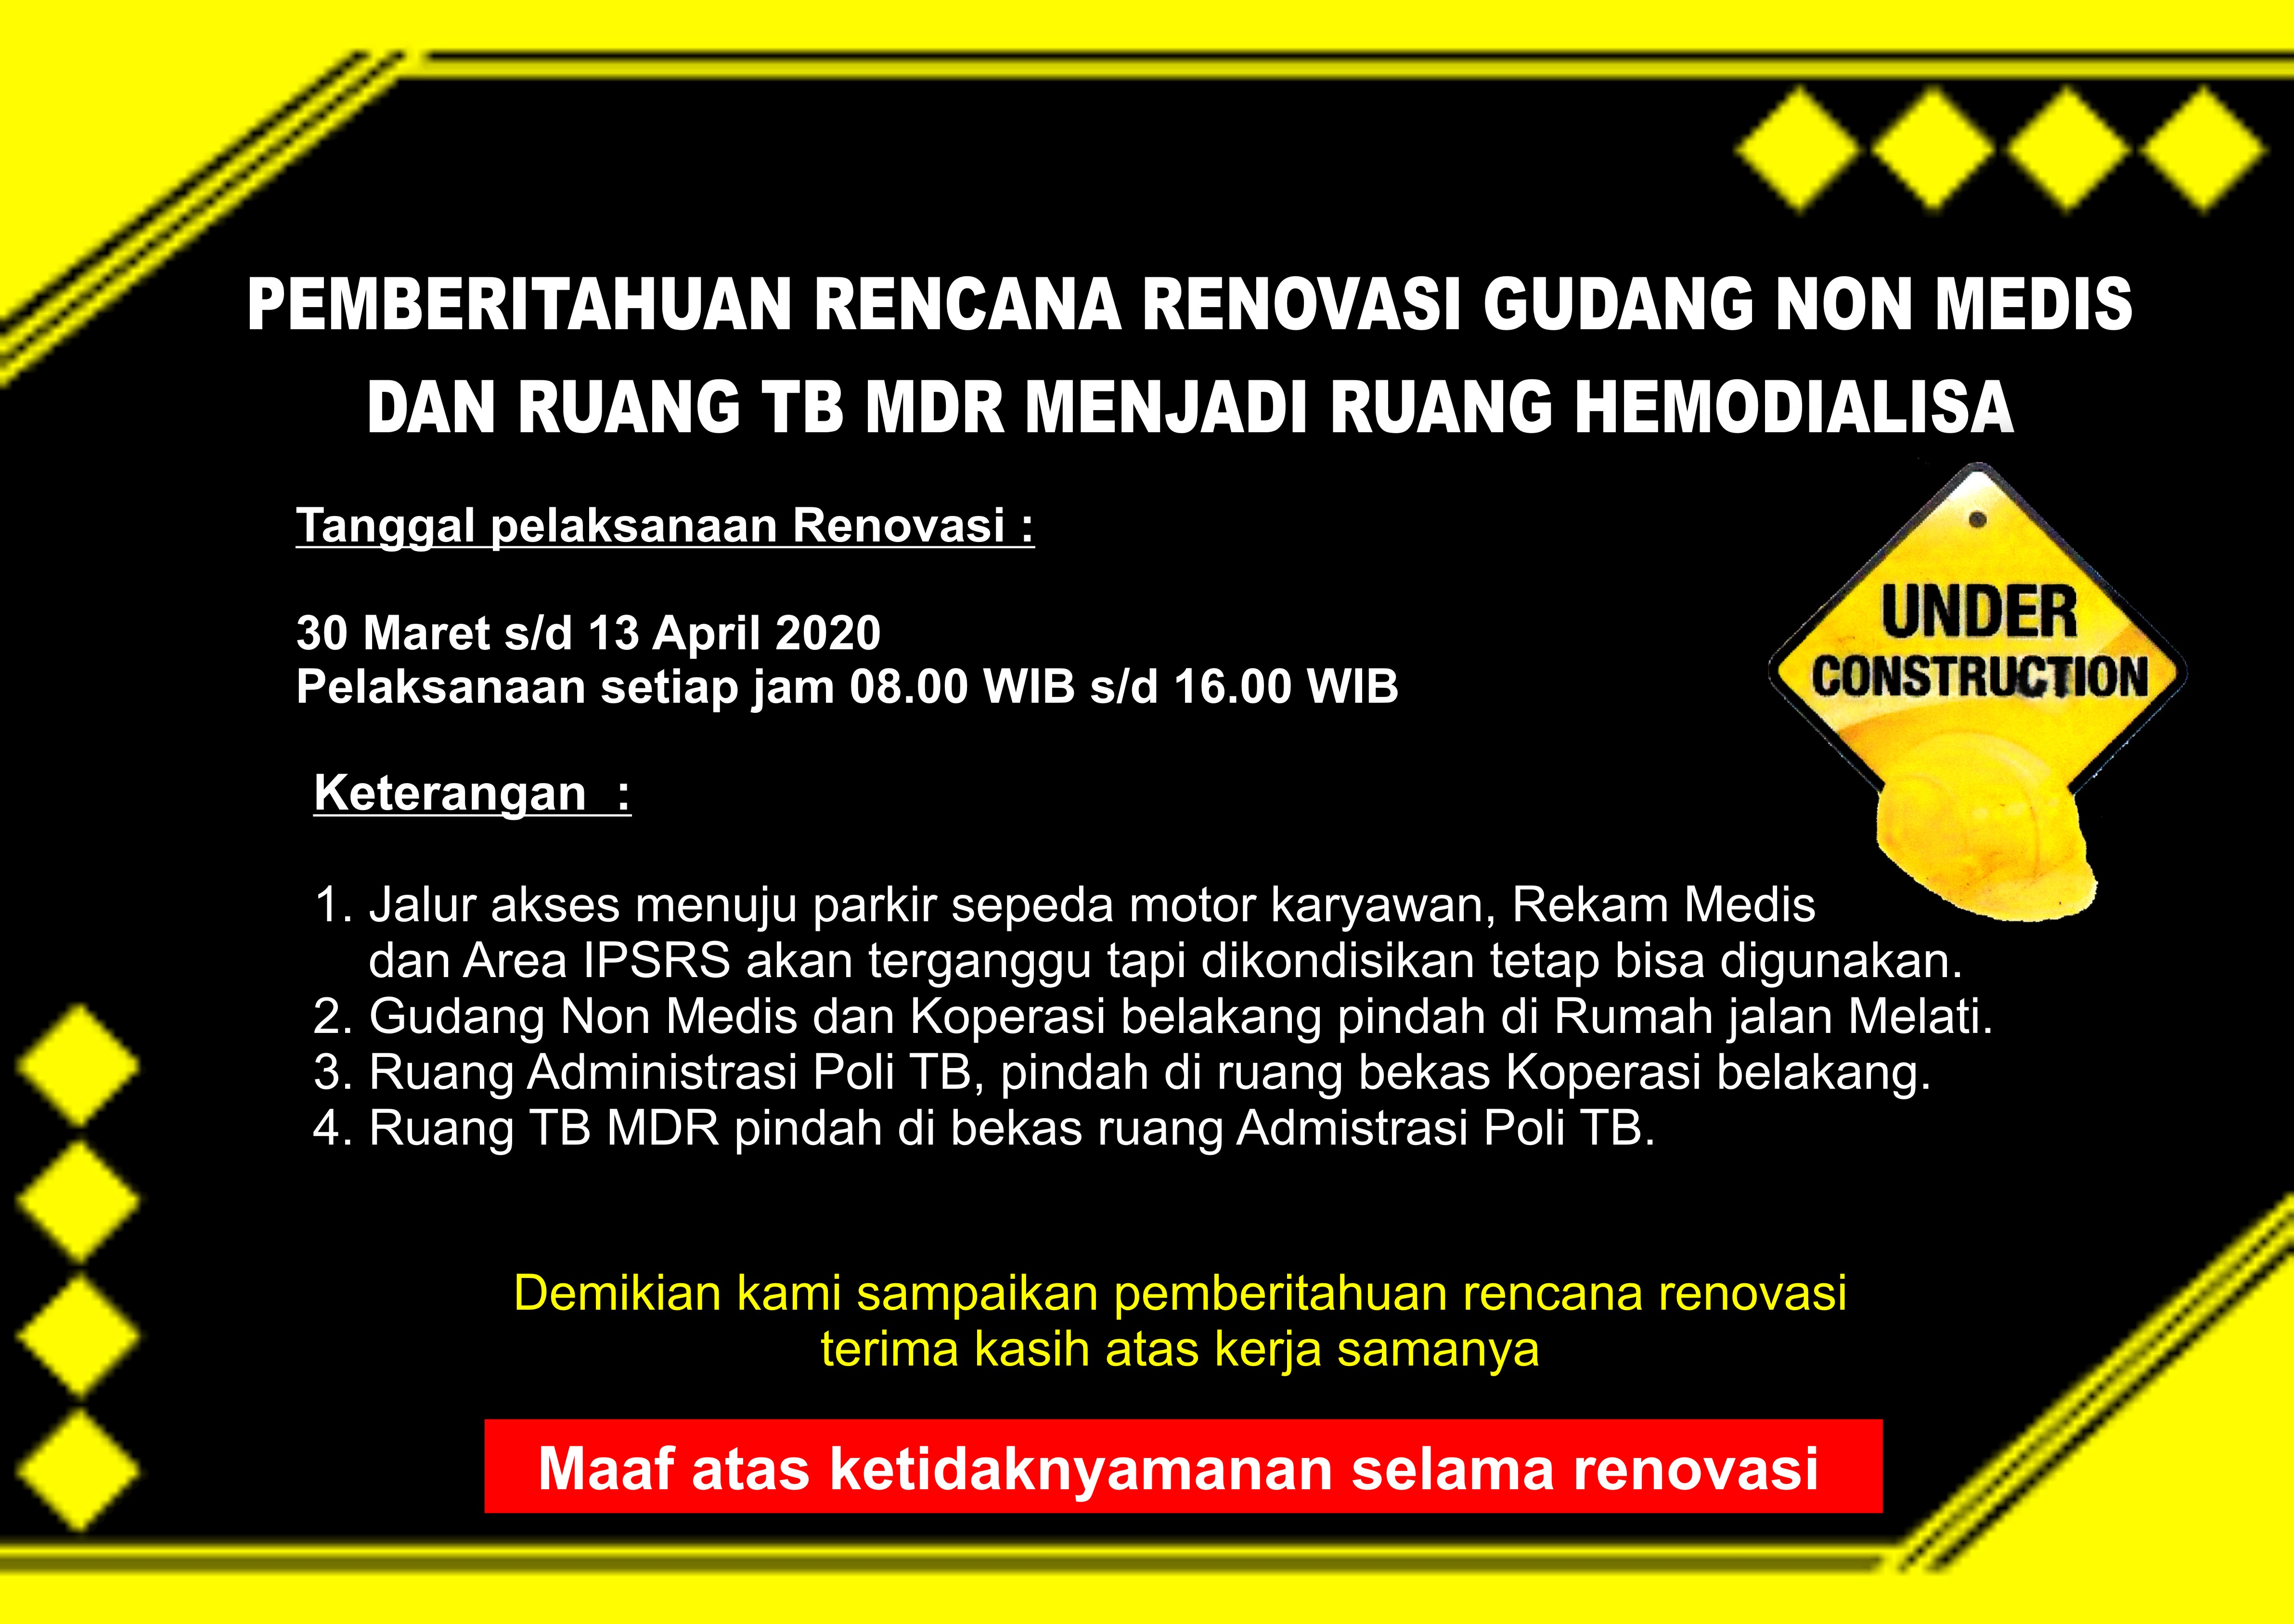 PEMBERITAHUAN RENCANA RENOVASI GUDANG NON MEDIS
DAN RUANG TB MDR MENJADI RUANG HEMODIALISA
Tanggal pelaksanaan Renovasi :
30 Maret s/d 13 April 2020
Pelaksanaan setiap jam 08.00 WIB s/d 16.00 WIB
UNDER
CONSTRUCTION
Keterangan  :
1. Jalur akses menuju parkir sepeda motor karyawan, Rekam Medis
dan Area IPSRS akan terganggu tapi dikondisikan tetap bisa digunakan.
2. Gudang Non Medis dan Koperasi belakang pindah di Rumah jalan Melati.
3. Ruang Administrasi Poli TB, pindah di ruang bekas Koperasi belakang.
4. Ruang TB MDR pindah di bekas ruang Admistrasi Poli TB.
Demikian kami sampaikan pemberitahuan rencana renovasi
terima kasih atas kerja samanya
Maaf atas ketidaknyamanan selama renovasi